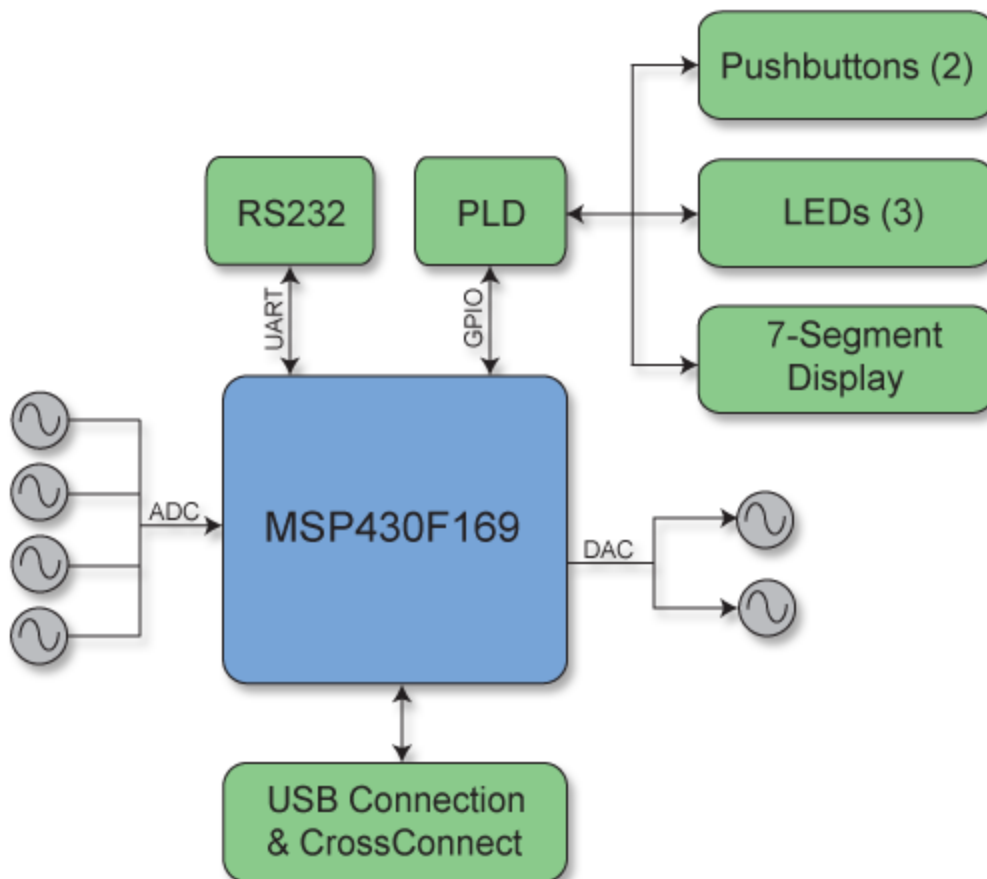 Pushbuttons (2)
RS232
PLD
LEDs (3)
UART
GPIO
7-Segment
Display
ADC
MSP430F169
DAC
USB Connection
& CrossConnect